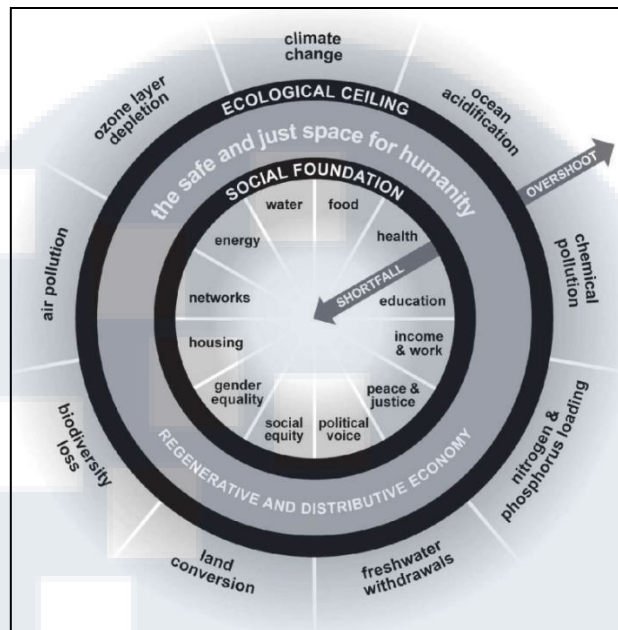 climate
change
ocean
acidification
chemical
pollution
nitrogen &
phosphorus loading
freshwater
withdrawals
land
conversion
biodiversity
loss
air pollution
ozone layer
depletion
ECOLOGICAL CEILING
OVERSHOOT
the safe and just space for humanity
SOCIAL FOUNDATION
water
food
health
SHORTFALL
education
income
& work
peace &
justice
political
voice
social
equity
gender
equality
housing
networks
energy
REGENERATIVE AND DISTRIBUTIVE ECONOMY